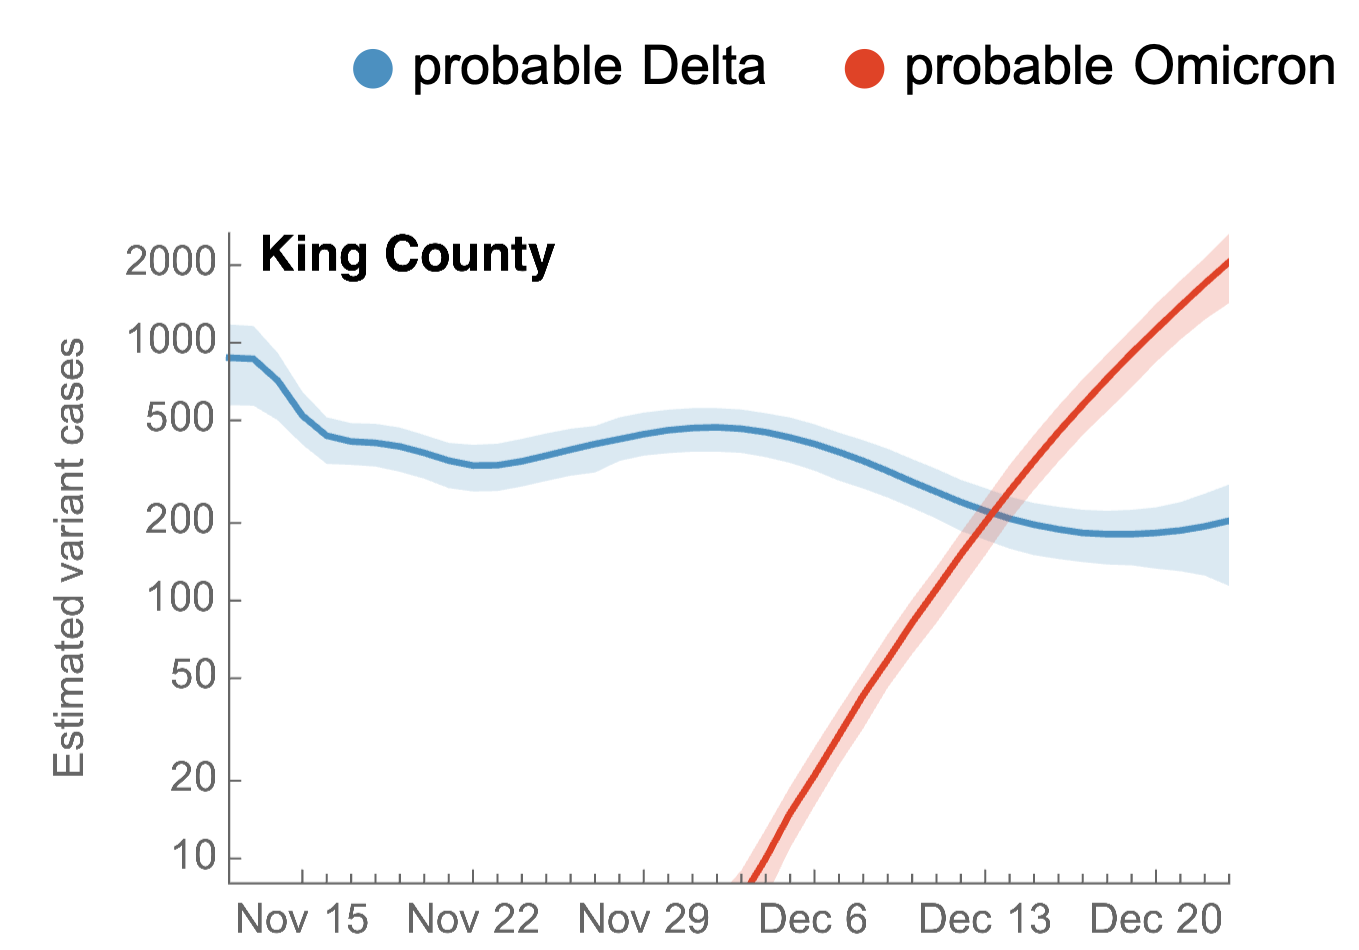 probable Delta
probable Omicron
King County
Estimated variant cases
2000
1000
500
200
100
50
20
10
Nov 15
Nov 22
Nov 29
Dec 6
Dec 13
Dec 20